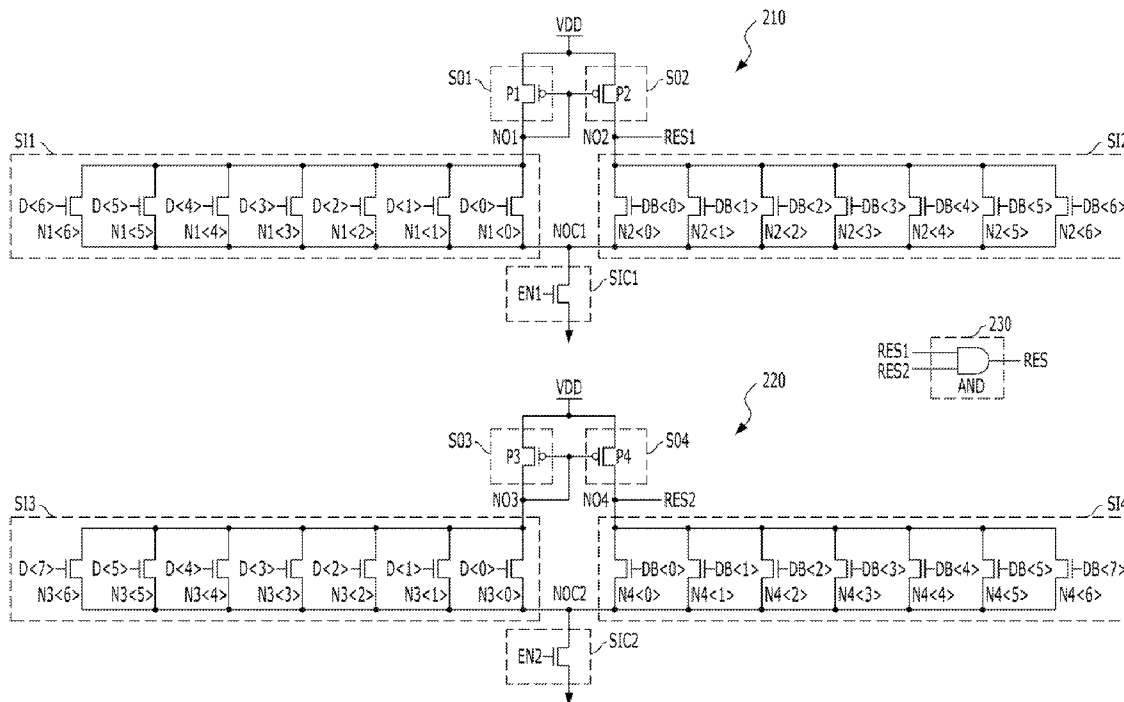 210
VDD
SO1
SO2
P1
P2
NO1
NO2
RES1
SI1
SI2
D<6>
D<5>
D<4>
D<3>
D<2>
D<1>
D<0>
DB<0>
DB<1>
DB<2>
DB<3>
DB<4>
DB<5>
DB<6>
N1<6>
N1<5>
N1<4>
N1<3>
N1<2>
N1<1>
N1<0>
NOC1
N2<0>
N2<1>
N2<2>
N2<3>
N2<4>
N2<5>
N2<6>
SIC1
EN1
230
RES1
RES2
RES
AND
220
VDD
SO3
SO4
P3
P4
NO3
NO4
RES2
SI3
SI4
D<7>
D<5>
D<4>
D<3>
D<2>
D<1>
D<0>
DB<0>
DB<1>
DB<2>
DB<3>
DB<4>
DB<5>
DB<7>
N3<6>
N3<5>
N3<4>
N3<3>
N3<2>
N3<1>
N3<0>
NOC2
N4<0>
N4<1>
N4<2>
N4<3>
N4<4>
N4<5>
N4<6>
SIC2
EN2